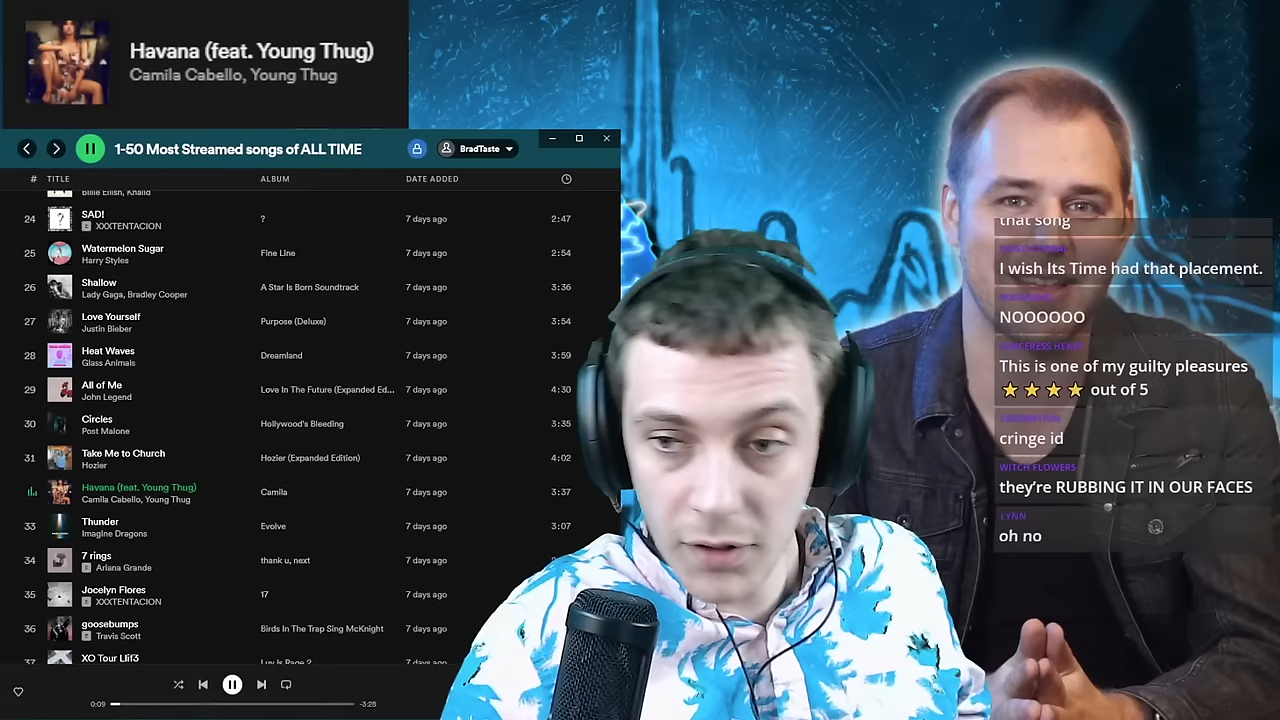 Havana (feat. Young Thug)
Camila Cabello, Young Thug
1-50 Most Streamed songs of ALL TIME
BradTaste
# TITLE ALBUM DATE ADDED
Billie Eilish, Khalid
24 SAD! ? 7 days ago 2:47
E XXXTENTACION
25 Watermelon Sugar Fine Line 7 days ago 2:54
Harry Styles
26 Shallow A Star Is Born Soundtrack 7 days ago 3:36
Lady Gaga, Bradley Cooper
27 Love Yourself Purpose (Deluxe) 7 days ago 3:54
Justin Bieber
28 Heat Waves Dreamland 7 days ago 3:59
Glass Animals
29 All of Me Love In The Future (Expanded Ed... 7 days ago 4:30
John Legend
30 Circles Hollywood's Bleeding 7 days ago 3:35
Post Malone
31 Take Me to Church Hozier (Expanded Edition) 7 days ago 4:02
Hozier
Havana (feat. Young Thug) Camila 7 days ago 3:37
Camila Cabello, Young Thug
33 Thunder Evolve 7 days ago 3:07
Imagine Dragons
34 7 rings thank u, next 7 days ago
E Ariana Grande
35 Jocelyn Flores 17 7 days ago
E XXXTENTACION
36 goosebumps Birds In The Trap Sing McKnight 7 days ago
E Travis Scott
37 XO Tour Llif3 Luv Is Rage 2 7 days ago
0:09 -3:28
that song
I wish Its Time had that placement.
NOOOOOO
This is one of my guilty pleasures
★★★★ out of 5
cringe id
WITCH FLOWERS
they're RUBBING IT IN OUR FACES
LYNN
oh no